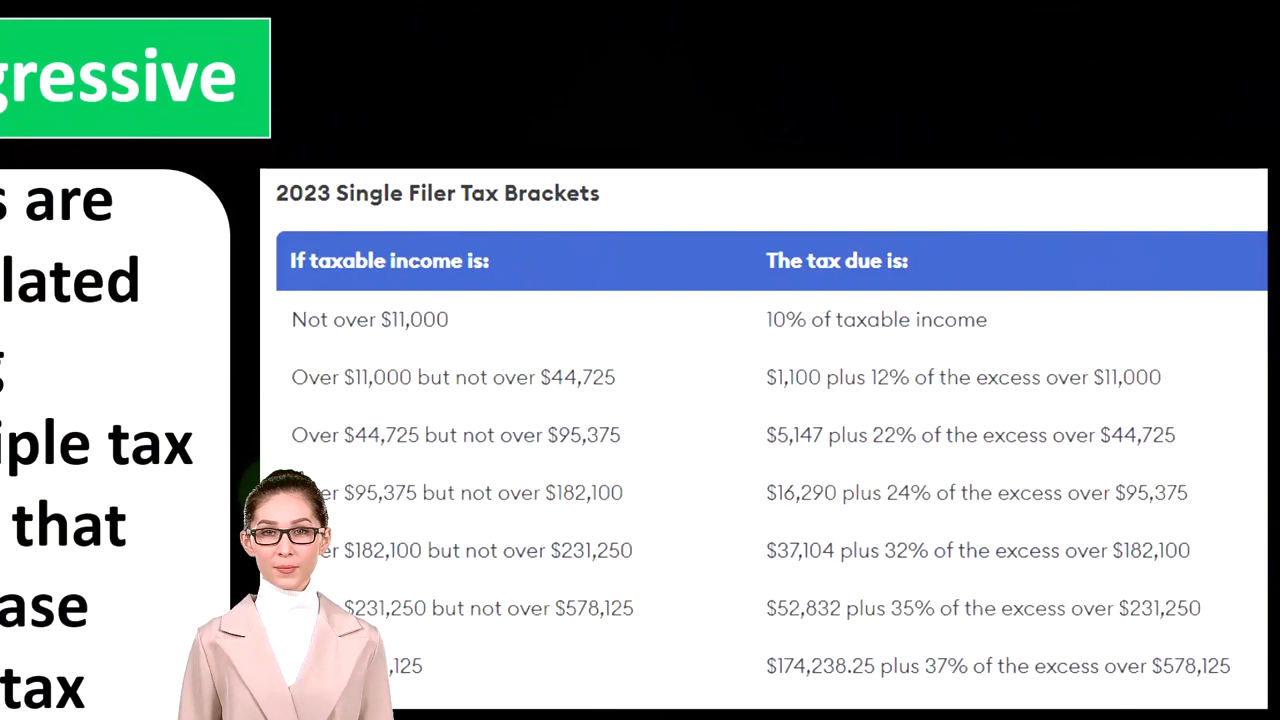 gressive
s are
lated
g
iple tax
that
ase
tax
2023 Single Filer Tax Brackets
If taxable income is: The tax due is:
Not over $11,000 10% of taxable income
Over $11,000 but not over $44,725 $1,100 plus 12% of the excess over $11,000
Over $44,725 but not over $95,375 $5,147 plus 22% of the excess over $44,725
er $95,375 but not over $182,100 $16,290 plus 24% of the excess over $95,375
er $182,100 but not over $231,250 $37,104 plus 32% of the excess over $182,100
$231,250 but not over $578,125 $52,832 plus 35% of the excess over $231,250
,125 $174,238.25 plus 37% of the excess over $578,125